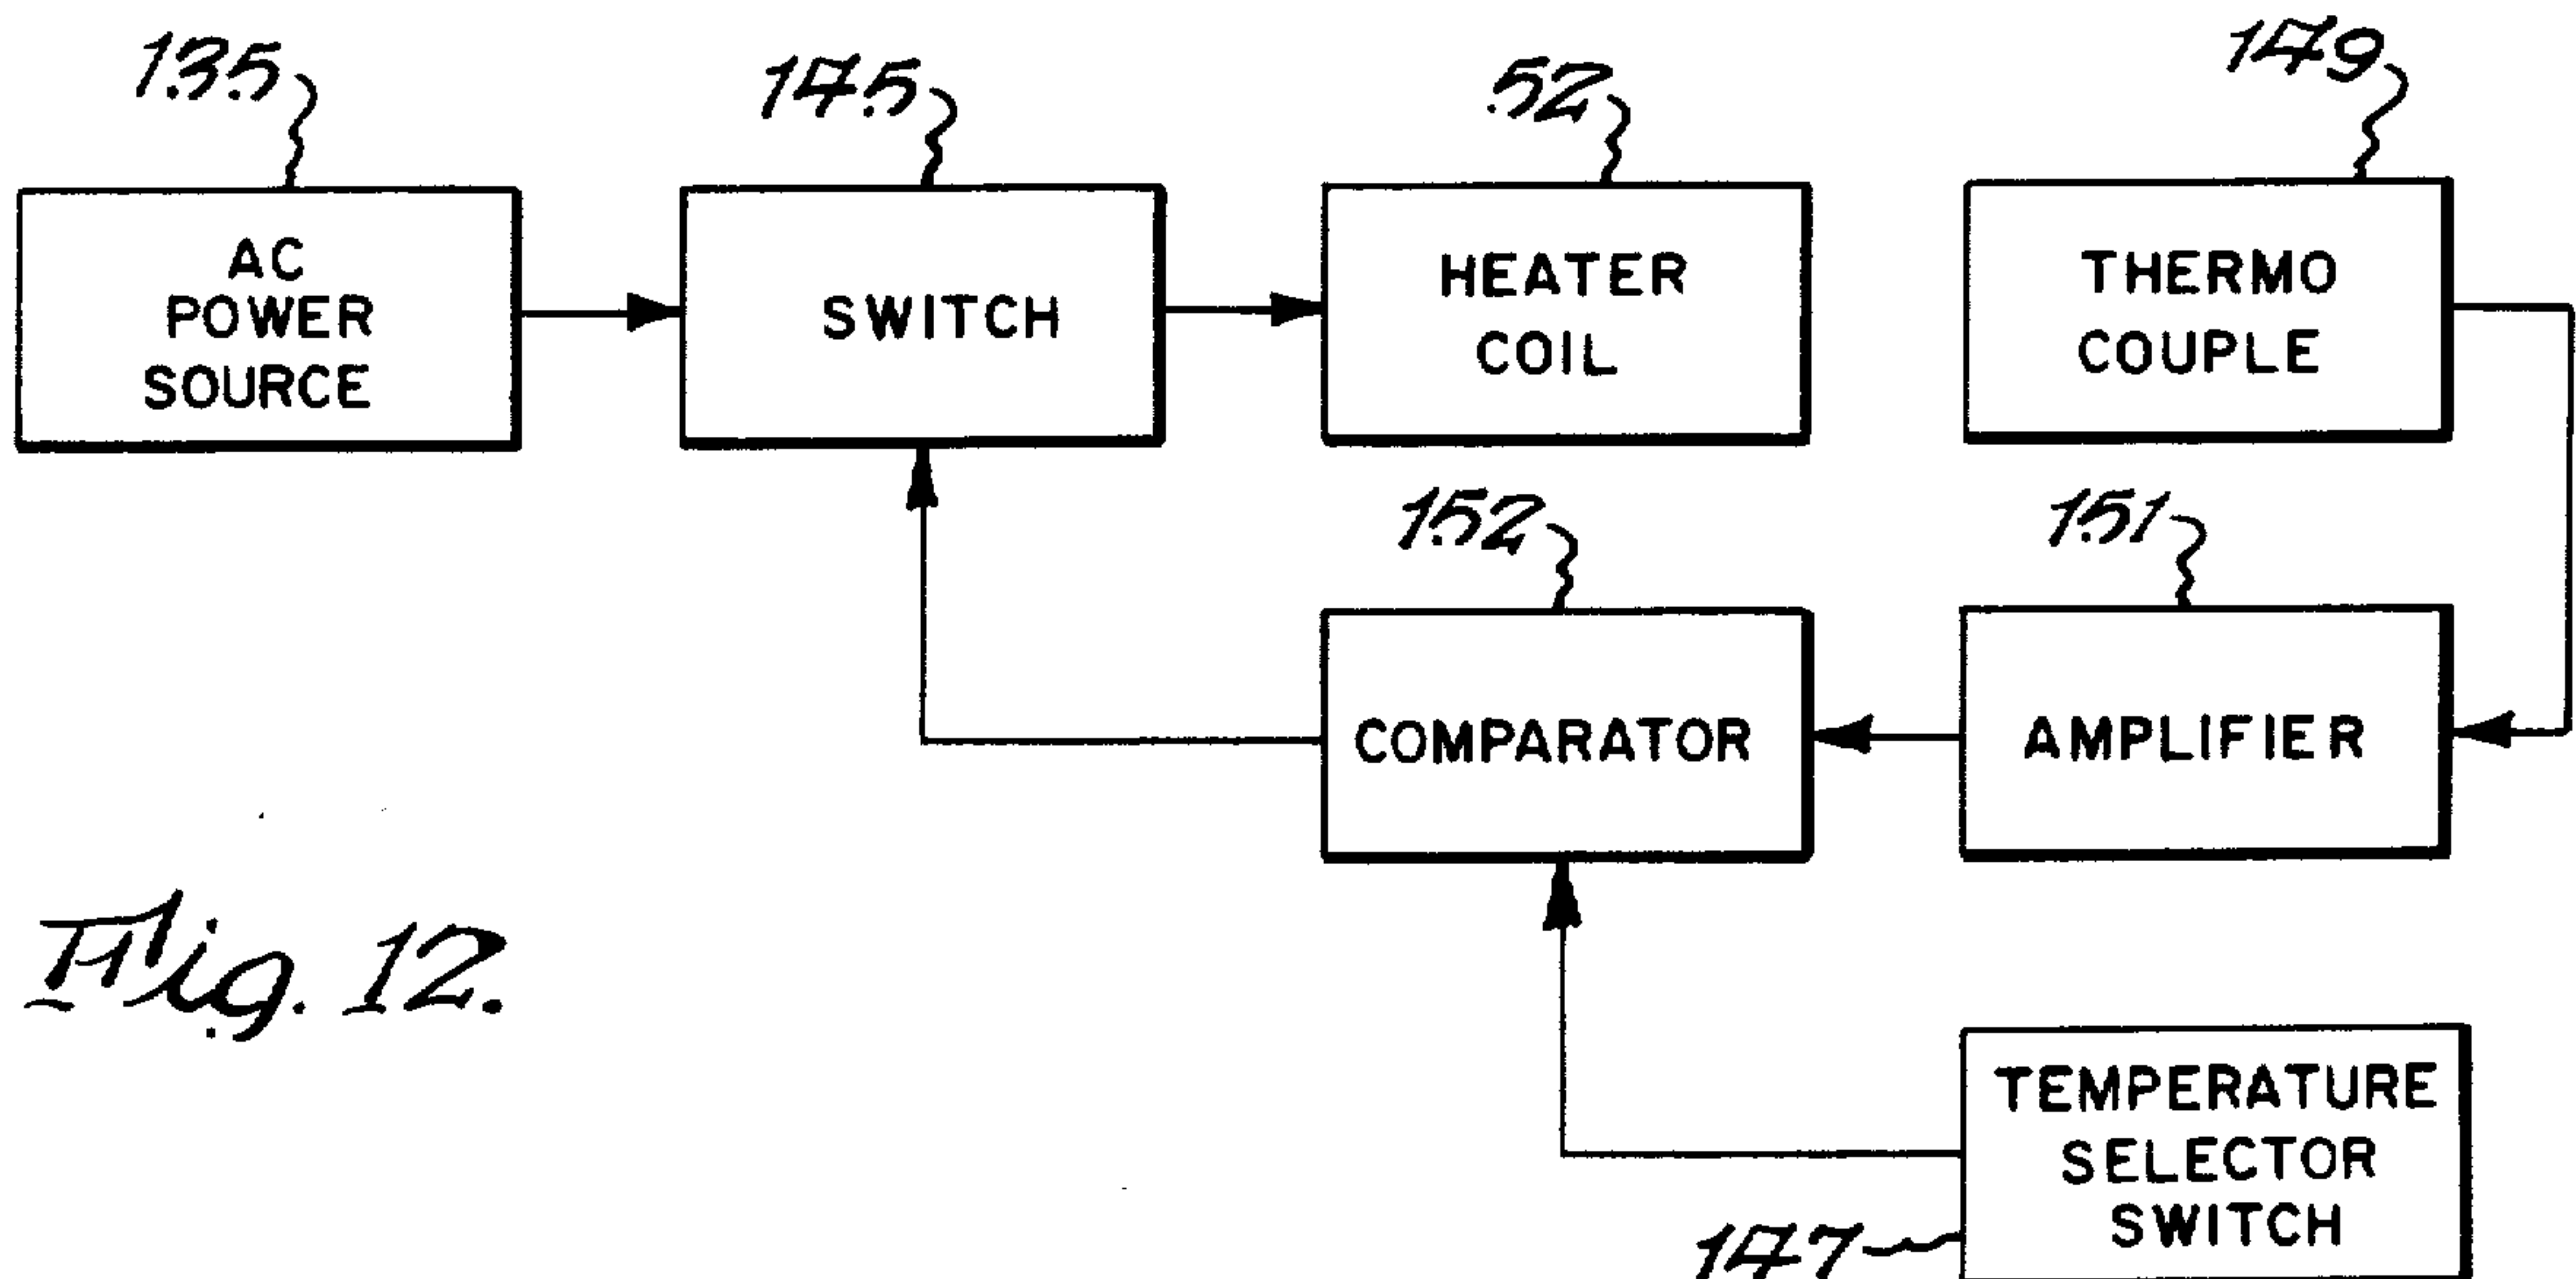 135
145
52
149
AC
POWER
SOURCE
SWITCH
HEATER
COIL
THERMO
COUPLE
152
151
COMPARATOR
AMPLIFIER
Fig. 12.
TEMPERATURE
SELECTOR
SWITCH
147